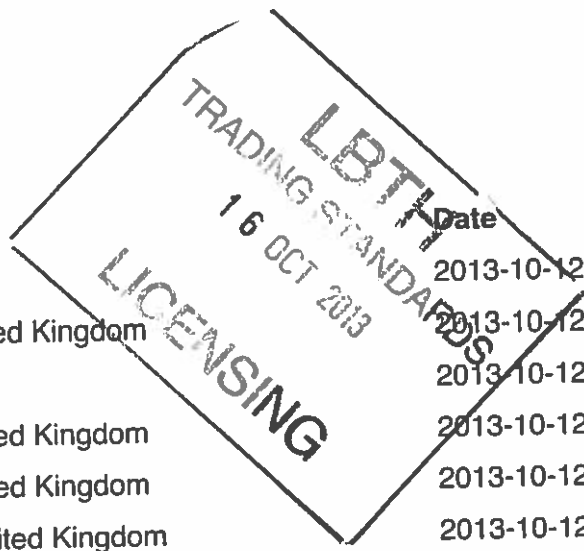 LBTH
TRADING STANDARDS
16 OCT 2013
LICENSING
Date
2013-10-12
ed Kingdom 2013-10-12
2013-10-12
ed Kingdom 2013-10-12
ed Kingdom 2013-10-12
ited Kingdom 2013-10-12